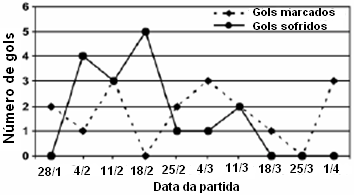 6
5
4
3
2
1
0
Número de gols
Gols marcados
Gols sofridos
28/1 4/2 11/2 18/2 25/2 4/3 11/3 18/3 25/3 1/4
Data da partida